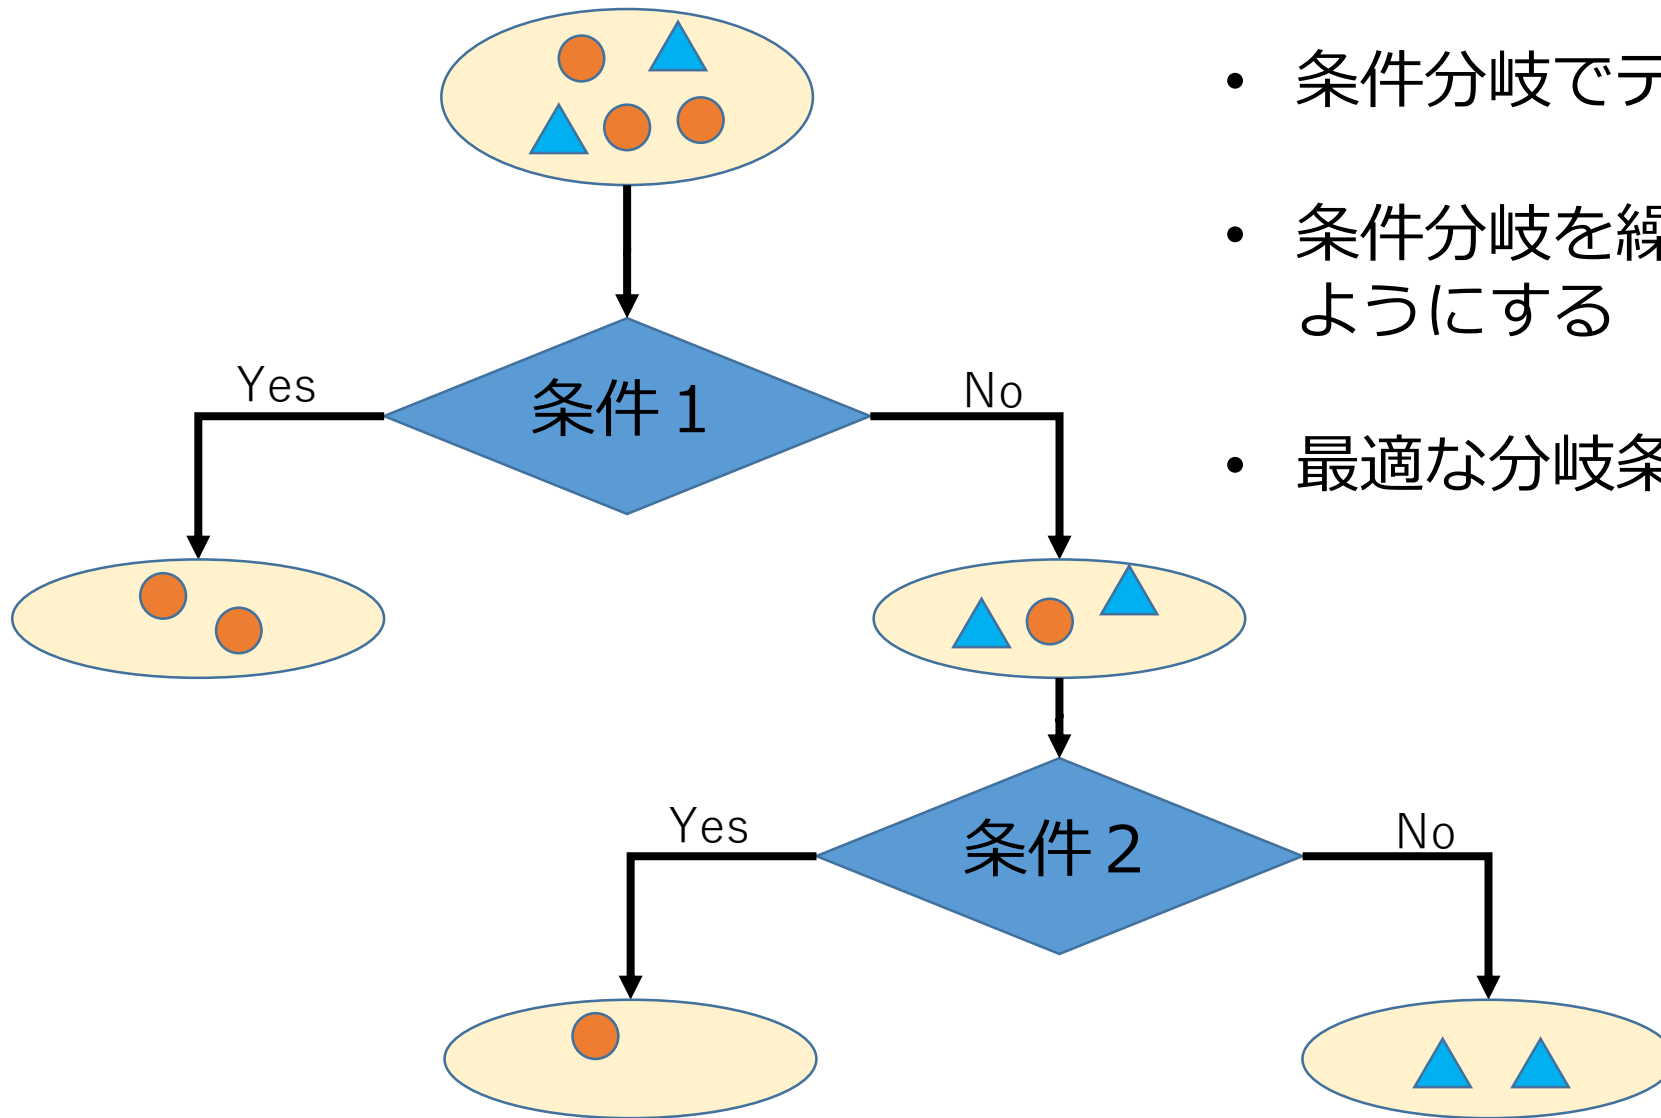 • 条件分岐でデ
• 条件分岐を繰
ようにする
• 最適な分岐条
条件１
Yes
No
条件２
Yes
No